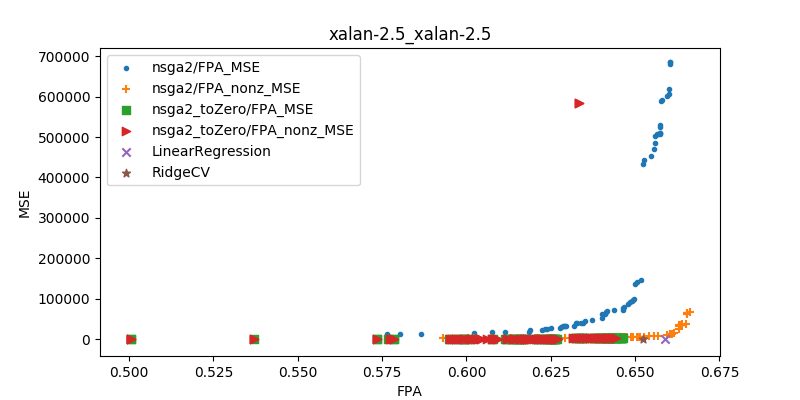 xalan-2.5_xalan-2.5
700000
600000
500000
400000
300000
200000
100000
0
MSE
nsga2/FPA_MSE
nsga2/FPA_nonz_MSE
nsga2_toZero/FPA_MSE
nsga2_toZero/FPA_nonz_MSE
LinearRegression
RidgeCV
0.500 0.525 0.550 0.575 0.600 0.625 0.650 0.675
FPA